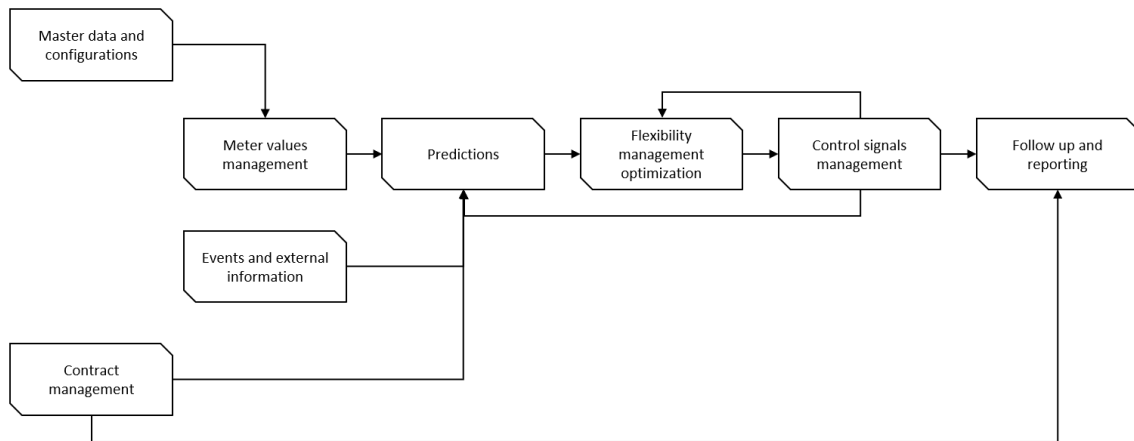 Master data and
configurations
Meter values
management
Predictions
Flexibility
management
optimization
Control signals
management
Follow up and
reporting
Events and external
information
Contract
management